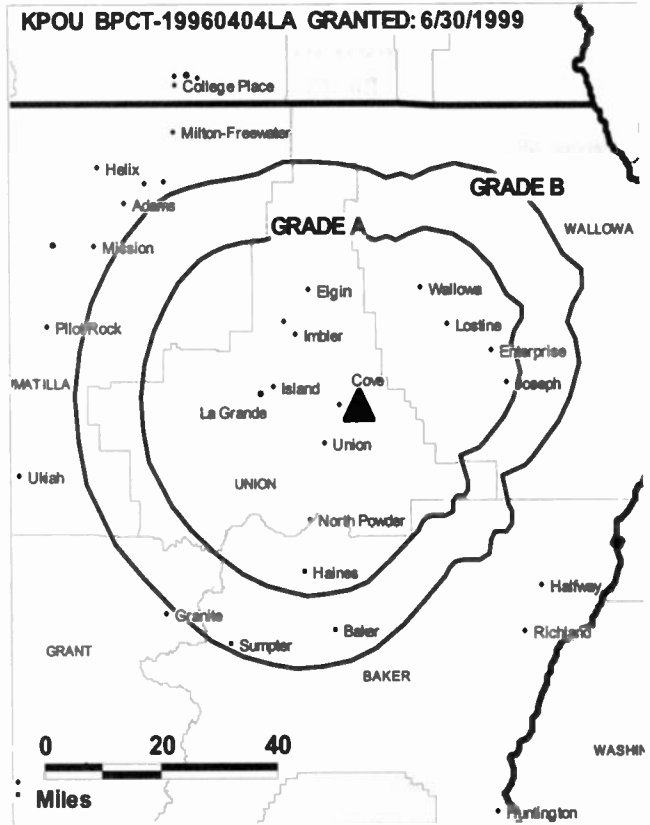 KPOU BPCT-19960404LA GRANTED: 6/30/1999
College Place
Milton-Freewater
Helix
GRADE B
Adams
GRADE A
WALLOWA
Mission
Elgin
Wallowa
Lostine
Pilot Rock
Imbler
Enterprise
UMATILLA
Cove
Joseph
Island
La Grande
Union
Ukiah
UNION
North Powder
Haines
Halfway
Granite
Baker
Richland
Sumpter
GRANT
BAKER
0 20 40
WASHIN
Miles
Huntington